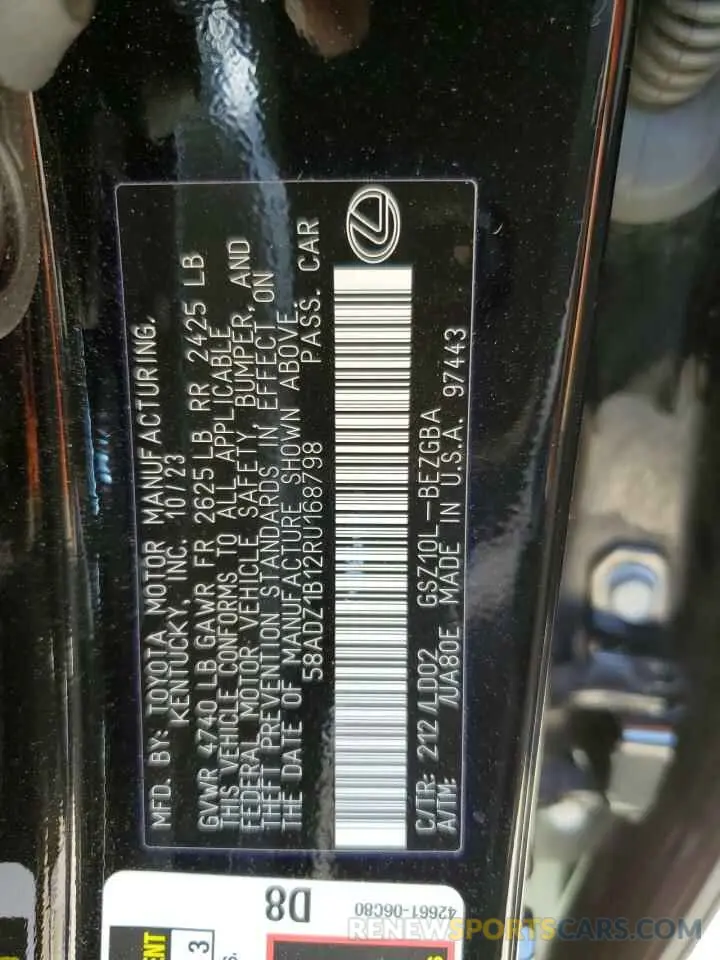 MFD. BY: TOYOTA MOTOR MANUFACTURING,
KENTUCKY, INC. 10/23
GVWR 4740 LB GAWR FR 2625 LB RR 2425 LB
THIS VEHICLE CONFORMS TO ALL APPLICABLE
FEDERAL MOTOR VEHICLE SAFETY, BUMPER, AND
THEFT PREVENTION STANDARDS IN EFFECT ON
THE DATE OF MANUFACTURE SHOWN ABOVE.
58ADZ1B12RU168798 PASS. CAR
C/TR: 212 /LD02 GSZ10L-BEZGBA
A/TM: /UA80E MADE IN U.S.A. 97443
D8
42661-06C80
3
RENEWSPORTSCARS.COM